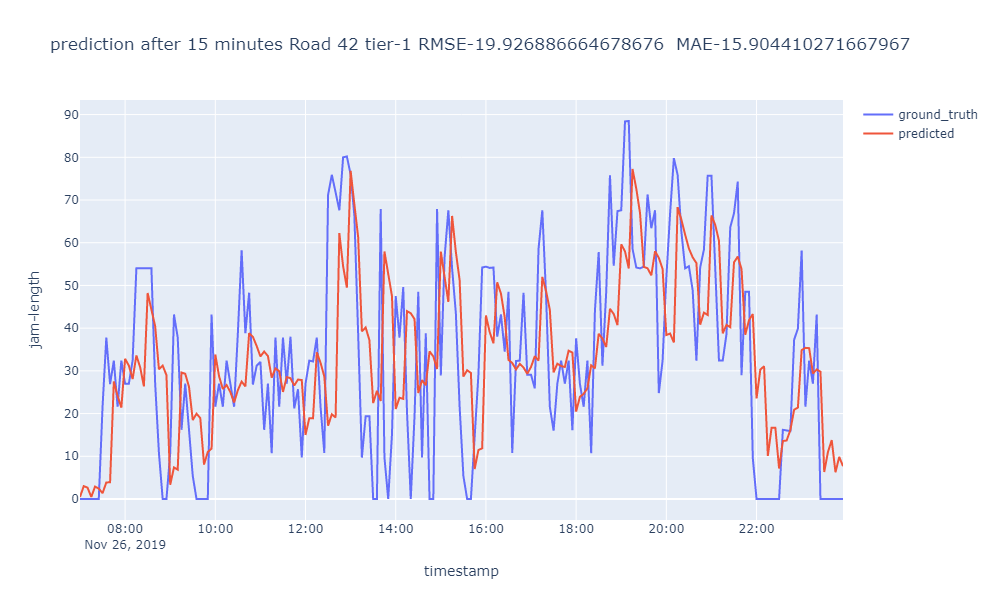 prediction after 15 minutes Road 42 tier-1 RMSE-19.926886664678676  MAE-15.904410271667967
ground_truth
predicted
90
80
70
60
50
40
30
20
10
0
jam-length
08:00 10:00 12:00 14:00 16:00 18:00 20:00 22:00
Nov 26, 2019
timestamp